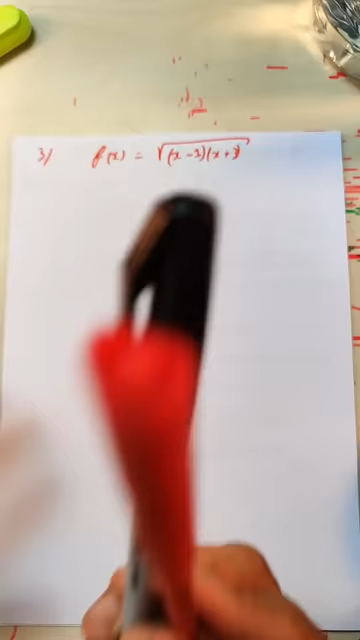 3/ f(x) = √(x-3)(x+3)